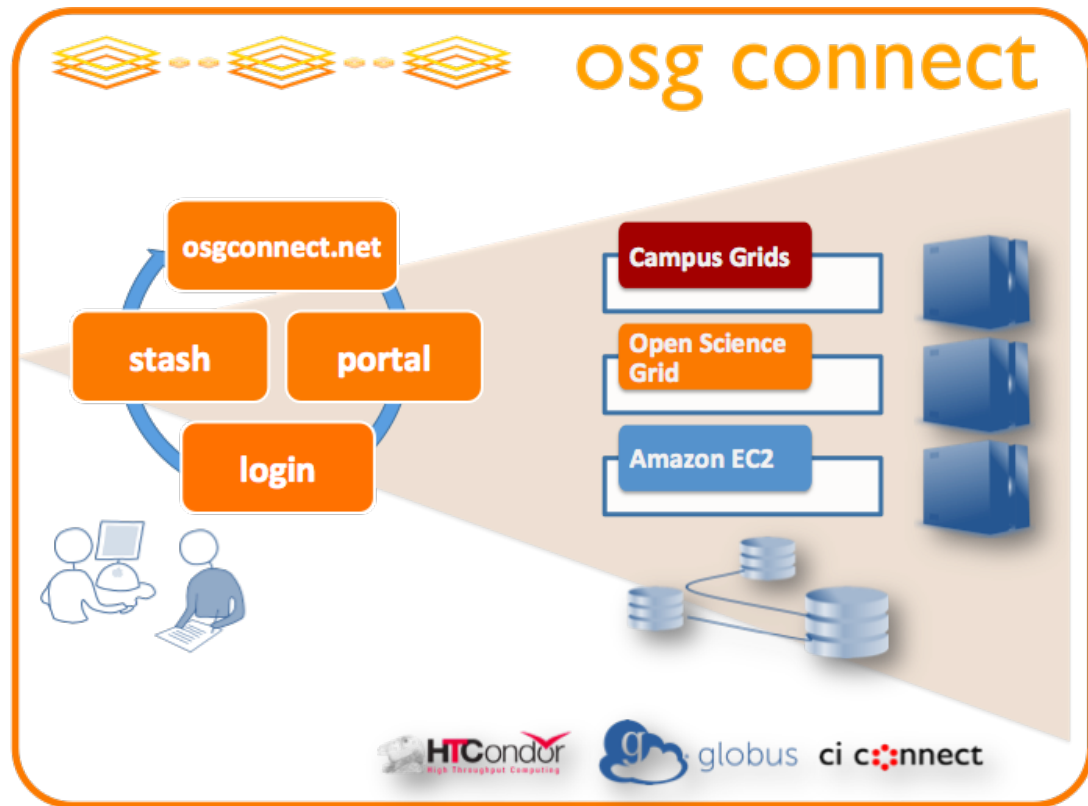 osg connect
osgconnect.net
stash
portal
login
Campus Grids
Open Science
Grid
Amazon EC2
HTCondor
High Throughput Computing
g
globus
ci connect